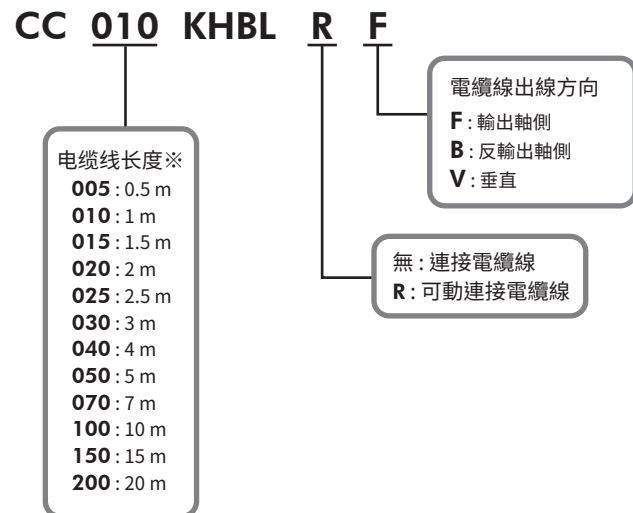 CC 010 KHBL R F
電纜線出線方向
F : 輸出軸側
B : 反輸出軸側
V : 垂直
电缆线长度※
005 : 0.5 m
010 : 1 m
015 : 1.5 m
020 : 2 m
025 : 2.5 m
030 : 3 m
040 : 4 m
050 : 5 m
070 : 7 m
100 : 10 m
150 : 15 m
200 : 20 m
無 : 連接電纜線
R : 可動連接電纜線